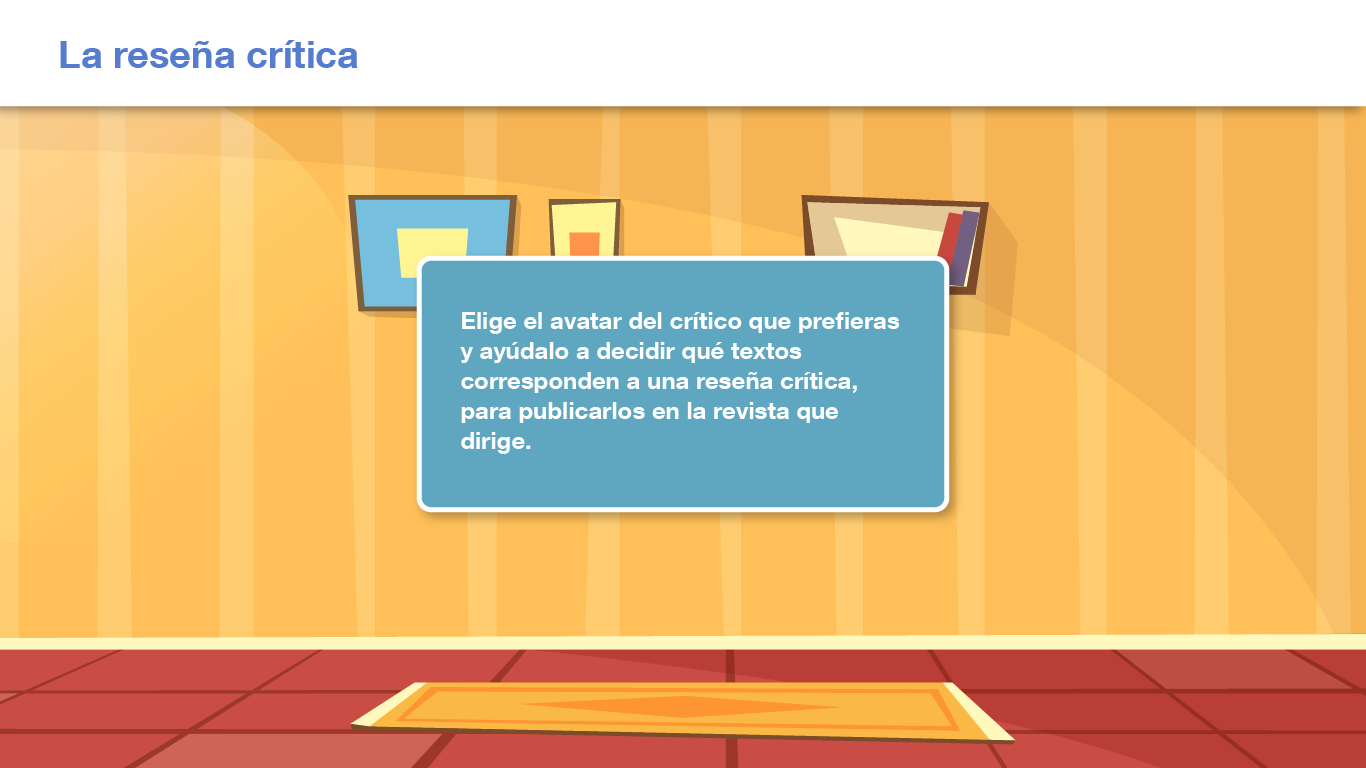 La reseña crítica
Elige el avatar del crítico que prefieras
y ayúdalo a decidir qué textos
corresponden a una reseña crítica,
para publicarlos en la revista que
dirige.